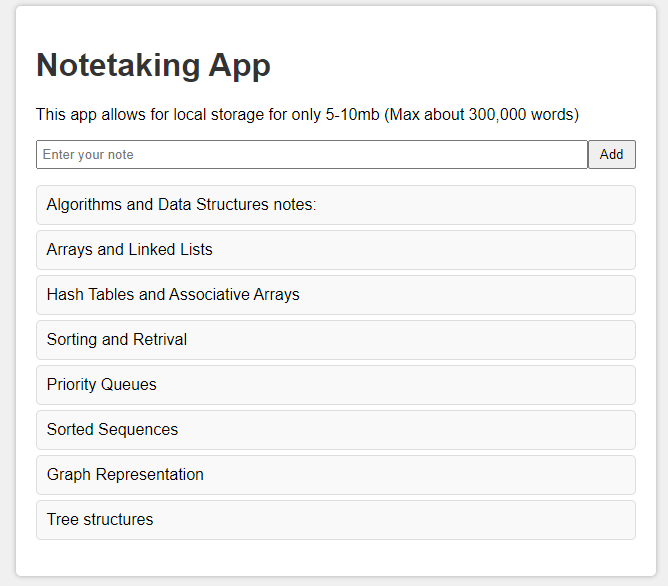 Notetaking App
This app allows for local storage for only 5-10mb (Max about 300,000 words)
Enter your note
Add
Algorithms and Data Structures notes:
Arrays and Linked Lists
Hash Tables and Associative Arrays
Sorting and Retrival
Priority Queues
Sorted Sequences
Graph Representation
Tree structures